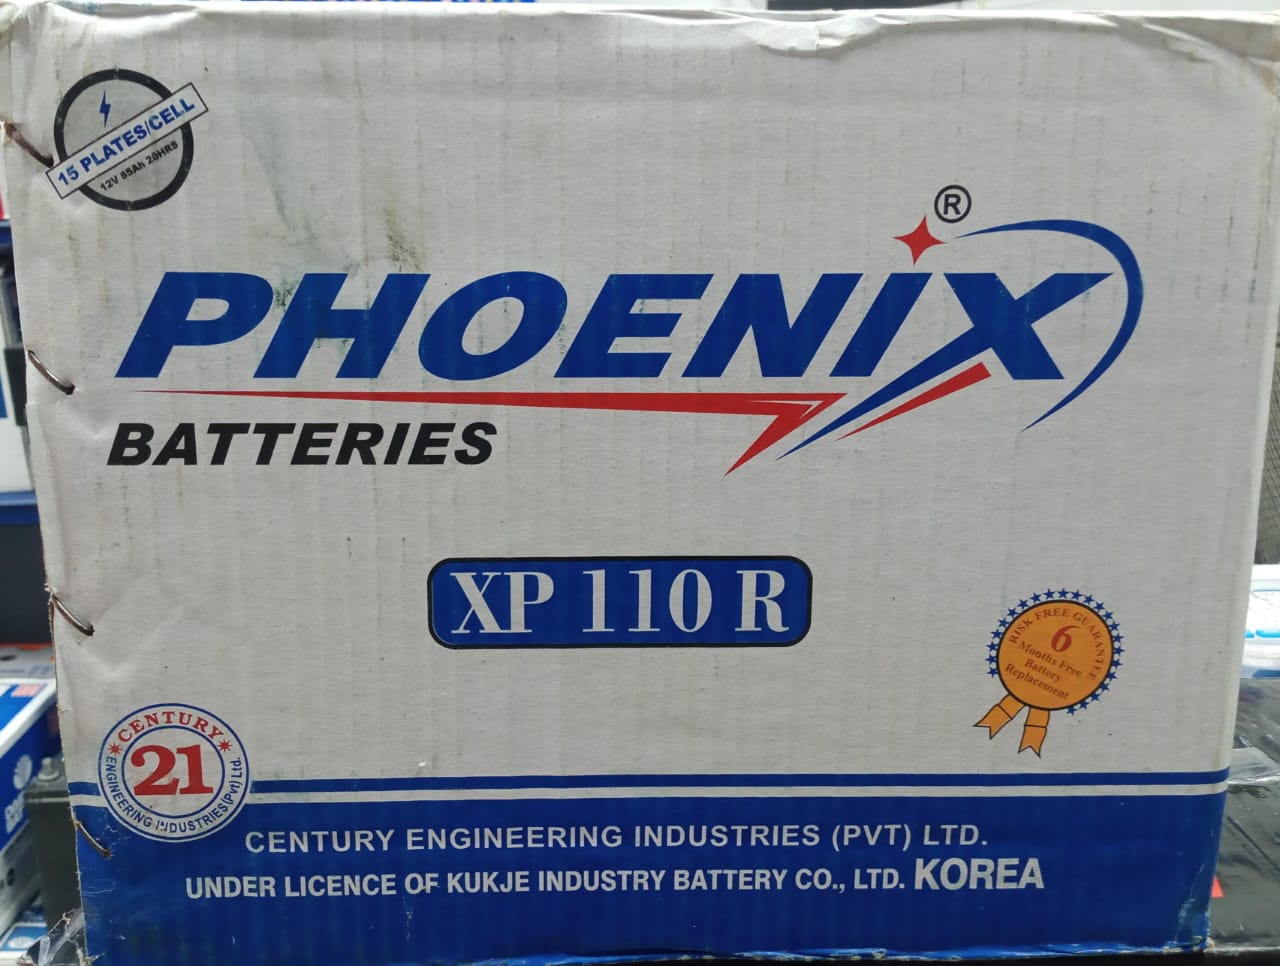 15 PLATES/CELL
12V 85Ah 20HRS
PHOENIX®
BATTERIES
XP 110 R
RISK FREE GUARANTEE
6
Months Free
Battery
Replacement
CENTURY
21
ENGINEERING INDUSTRIES (Pvt) Ltd.
CENTURY ENGINEERING INDUSTRIES (PVT) LTD.
UNDER LICENCE OF KUKJE INDUSTRY BATTERY CO., LTD. KOREA